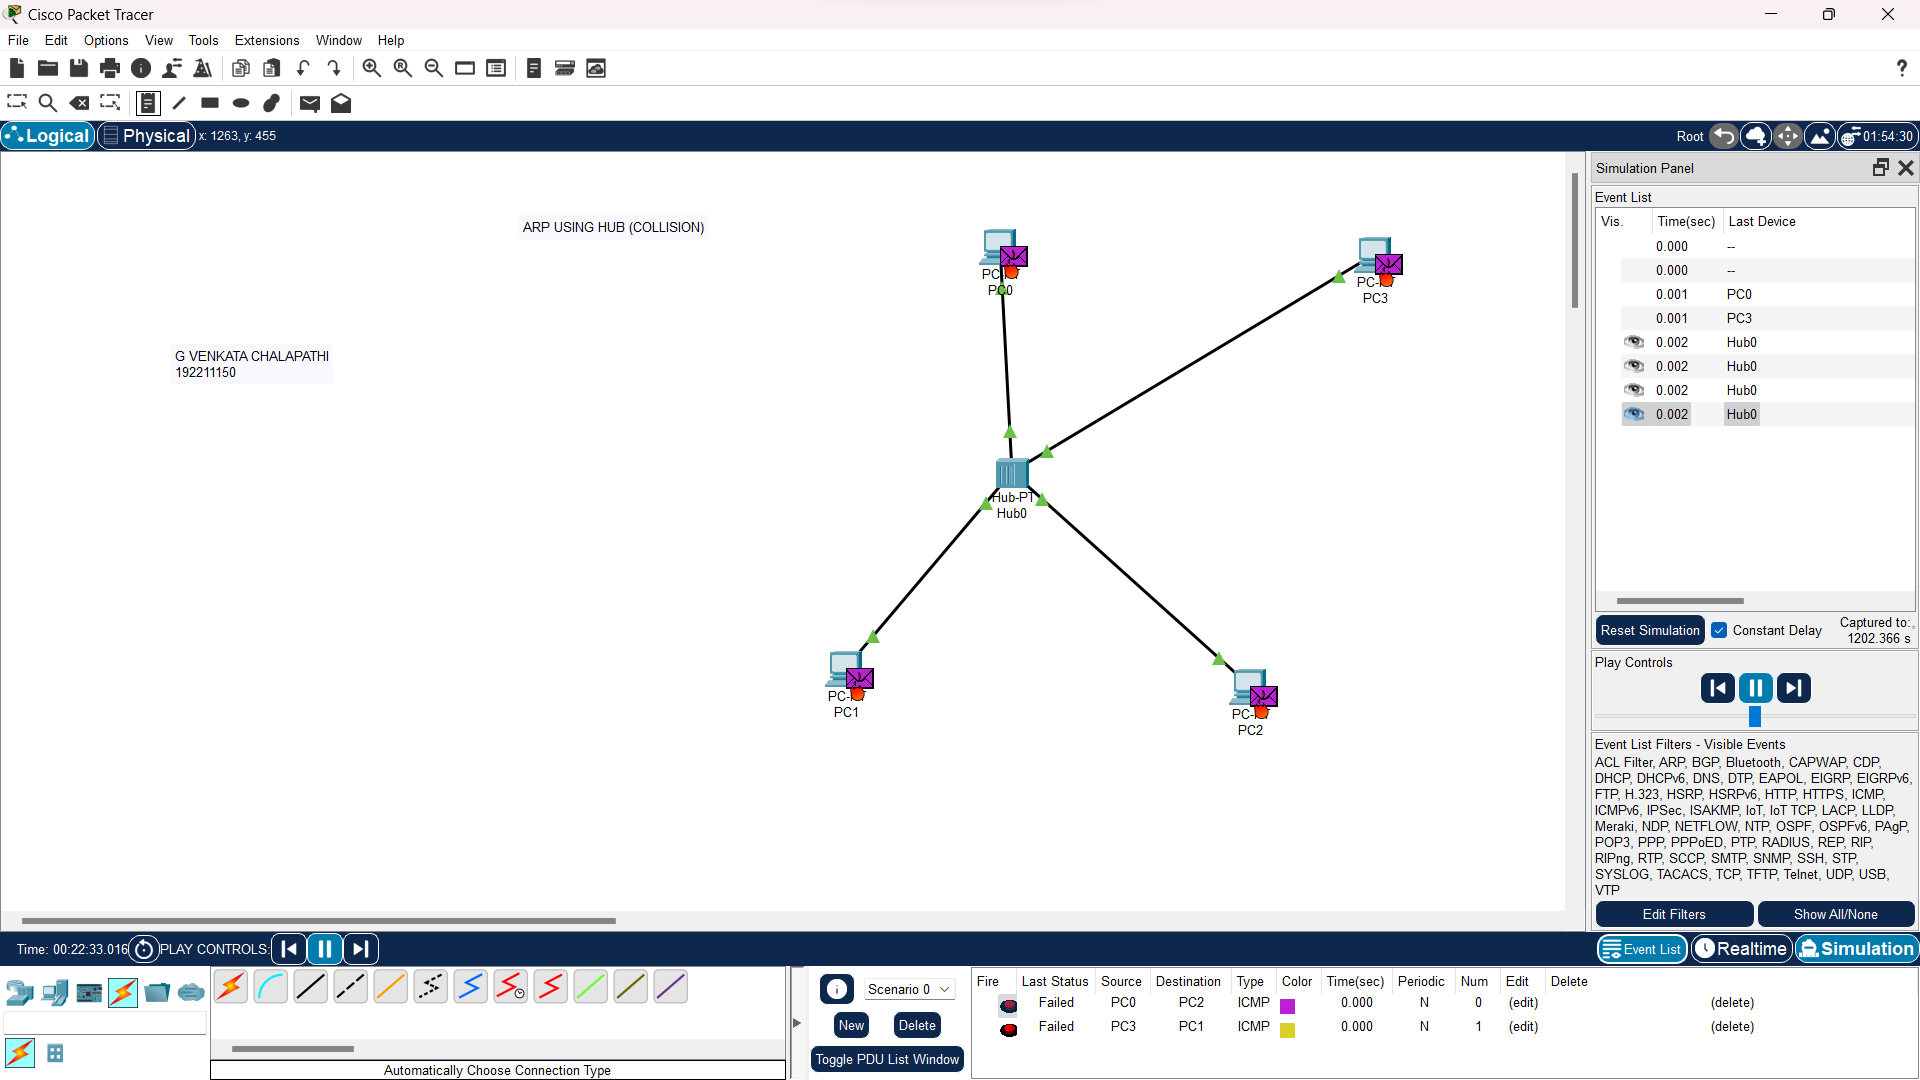 Cisco Packet Tracer
File Edit Options View Tools Extensions Window Help
?
Logical Physical x: 1263, y: 455 Root 01:54:30
ARP USING HUB (COLLISION)
G VENKATA CHALAPATHI
192211150
PC0
PC3
Hub-PT
Hub0
PC1
PC2
Simulation Panel
Event List
Vis. Time(sec) Last Device
0.000 --
0.000 --
0.001 PC0
0.001 PC3
0.002 Hub0
0.002 Hub0
0.002 Hub0
0.002 Hub0
Reset Simulation Constant Delay Captured to:
1202.366 s
Play Controls
Event List Filters - Visible Events
ACL Filter, ARP, BGP, Bluetooth, CAPWAP, CDP,
DHCP, DHCPv6, DNS, DTP, EAPOL, EIGRP, EIGRPv6,
FTP, H.323, HSRP, HSRPv6, HTTP, HTTPS, ICMP,
ICMPv6, IPSec, ISAKMP, IoT, IoT TCP, LACP, LLDP,
Meraki, NDP, NETFLOW, NTP, OSPF, OSPFv6, PAgP,
POP3, PPP, PPPoED, PTP, RADIUS, REP, RIP,
RIPng, RTP, SCCP, SMTP, SNMP, SSH, STP,
SYSLOG, TACACS, TCP, TFTP, Telnet, UDP, USB,
VTP
Edit Filters Show All/None
Time: 00:22:33.016 PLAY CONTROLS: Event List Realtime Simulation
Automatically Choose Connection Type
Scenario 0
New Delete
Toggle PDU List Window
Fire Last Status Source Destination Type Color Time(sec) Periodic Num Edit Delete
Failed PC0 PC2 ICMP 0.000 N 0 (edit) (delete)
Failed PC3 PC1 ICMP 0.000 N 1 (edit) (delete)